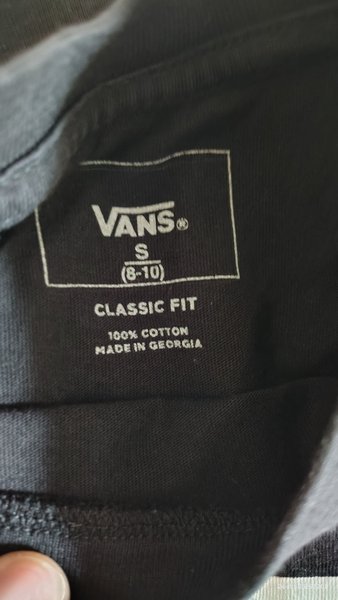 VANS®
S
(8-10)
CLASSIC FIT
100% COTTON
MADE IN GEORGIA